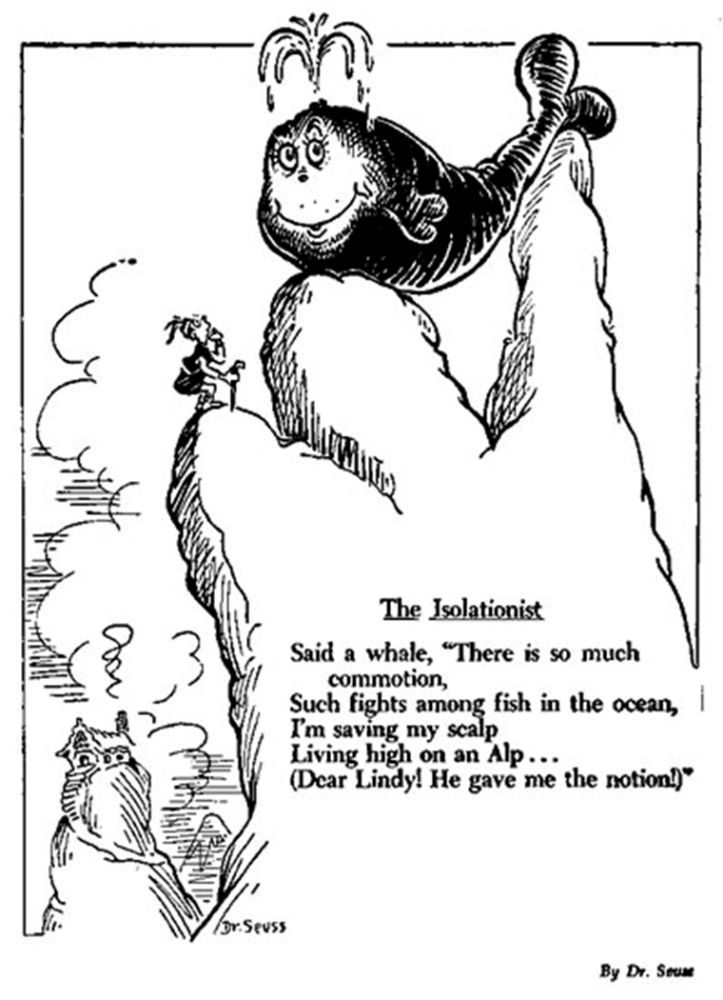 The Isolationist
Said a whale, "There is so much
commotion,
Such fights among fish in the ocean,
I'm saving my scalp
Living high on an Alp...
(Dear Lindy! He gave me the notion!)"
Dr. Seuss
By Dr. Seuss